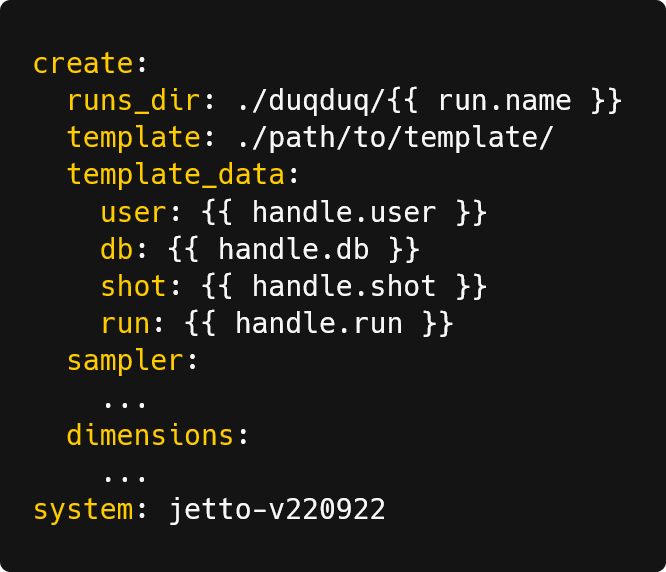 create:
  runs_dir: ./duqduq/{{ run.name }}
  template: ./path/to/template/
  template_data:
    user: {{ handle.user }}
    db: {{ handle.db }}
    shot: {{ handle.shot }}
    run: {{ handle.run }}
  sampler:
    ...
  dimensions:
    ...
system: jetto-v220922